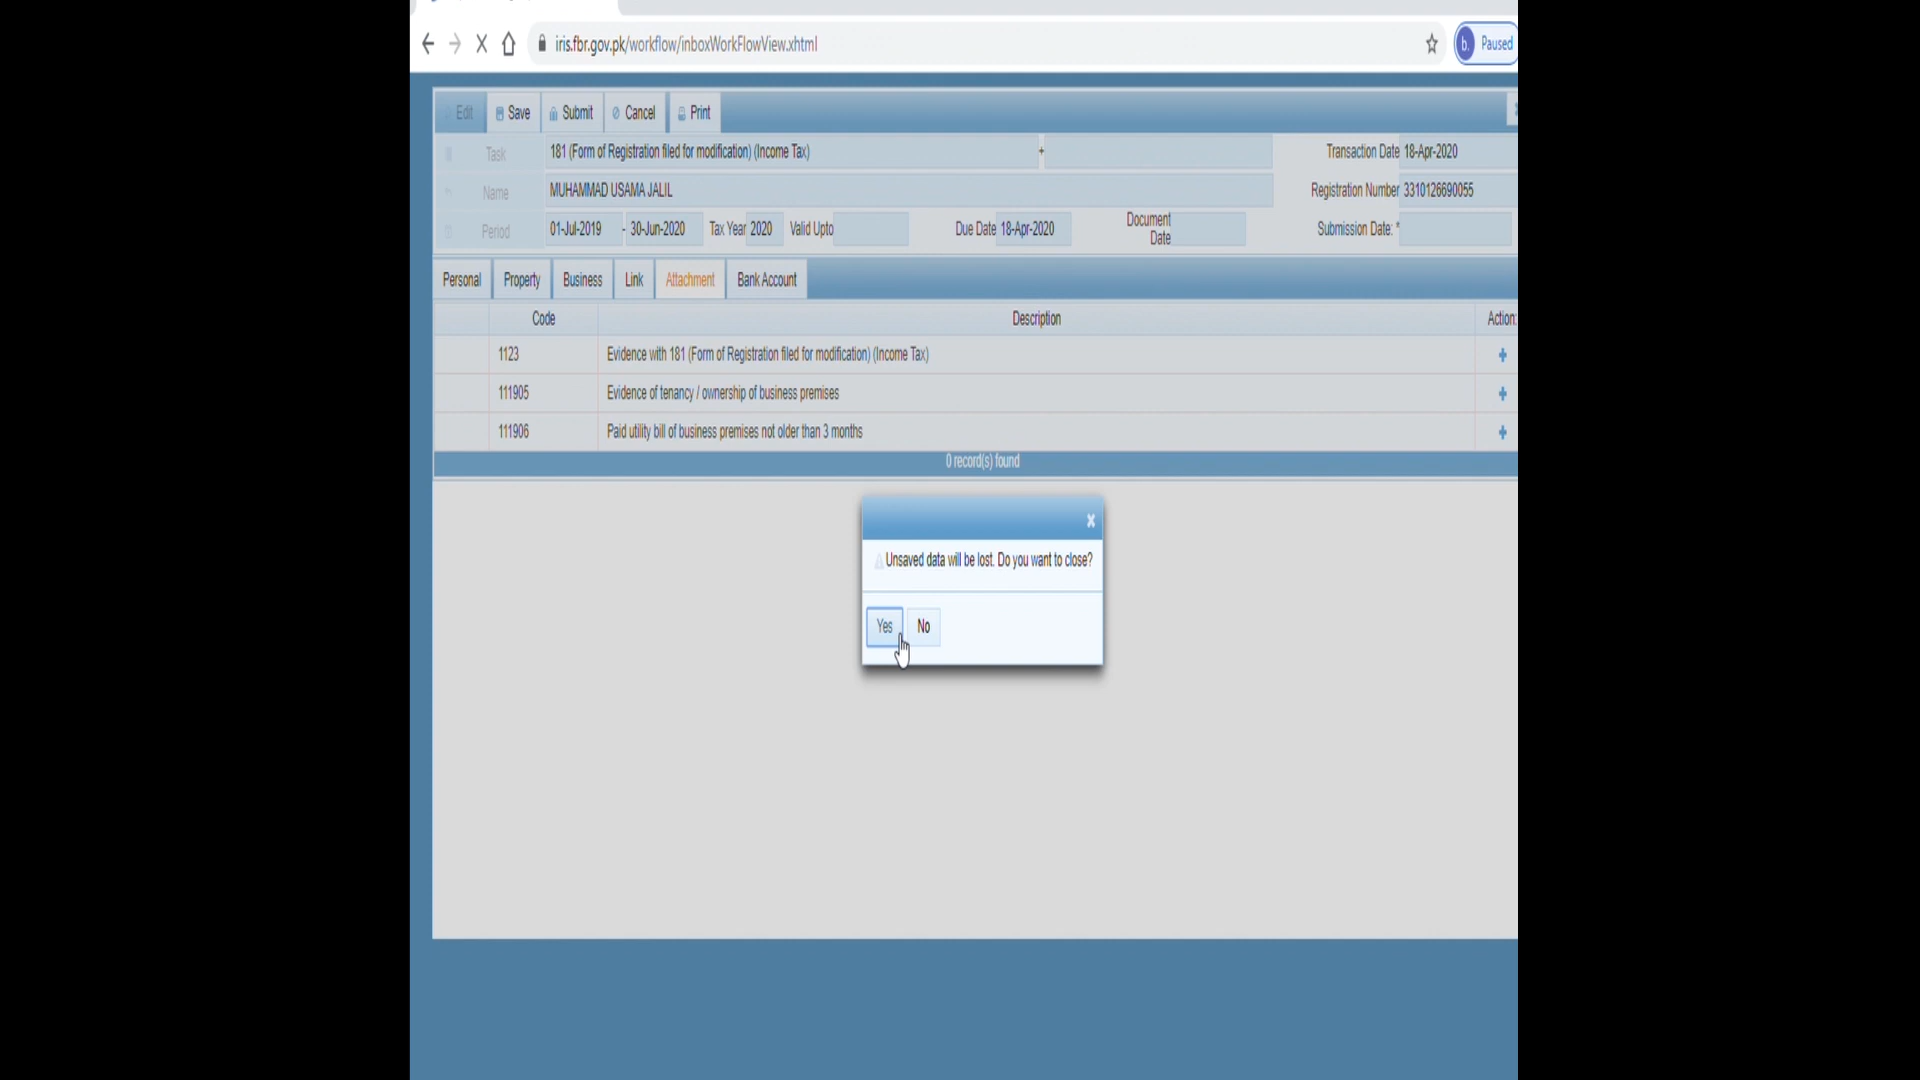 iris.fbr.gov.pk/workflow/inboxWorkFlowView.xhtml
b. Paused
Edit Save Submit Cancel Print
Task 181 (Form of Registration filed for modification) (Income Tax) + Transaction Date 18-Apr-2020
Name MUHAMMAD USAMA JALIL Registration Number 3310126690055
Period 01-Jul-2019 - 30-Jun-2020 Tax Year 2020 Valid Upto Due Date 18-Apr-2020 Document Date Submission Date: *
Personal Property Business Link Attachment Bank Account
Code Description Action:
1123 Evidence with 181 (Form of Registration filed for modification) (Income Tax)
111905 Evidence of tenancy / ownership of business premises
111906 Paid utility bill of business premises not older than 3 months
0 record(s) found
Unsaved data will be lost. Do you want to close?
Yes No